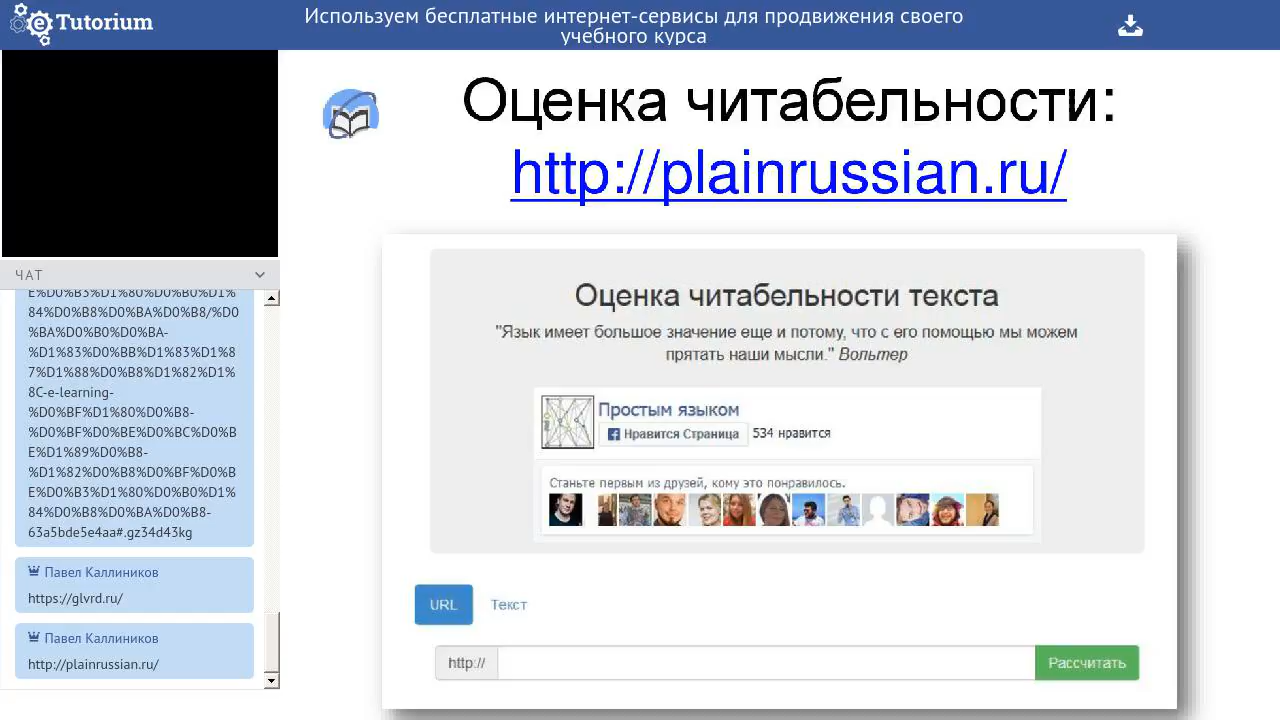 eTutorium
Используем бесплатные интернет-сервисы для продвижения своего
учебного курса
ЧАТ
E%D0%B3%D1%80%D0%B0%D1%
84%D0%B8%D0%BA%D0%B8/%D0
%BA%D0%B0%D0%BA-
%D1%83%D0%BB%D1%83%D1%8
7%D1%88%D0%B8%D1%82%D1%
8C-e-learning-
%D0%BF%D1%80%D0%B8-
%D0%BF%D0%BE%D0%BC%D0%B
E%D1%89%D0%B8-
%D1%82%D0%B8%D0%BF%D0%B
E%D0%B3%D1%80%D0%B0%D1%
84%D0%B8%D0%BA%D0%B8-
63a5bde5e4aa#.gz34d43kg
Павел Каллиников
https://glvrd.ru/
Павел Каллиников
http://plainrussian.ru/
Оценка читабельности:
http://plainrussian.ru/
Оценка читабельности текста
"Язык имеет большое значение еще и потому, что с его помощью мы можем
прятать наши мысли." Вольтер
Простым языком
Нравится Страница 534 нравится
Станьте первым из друзей, кому это понравилось.
URL Текст
http:// Рассчитать